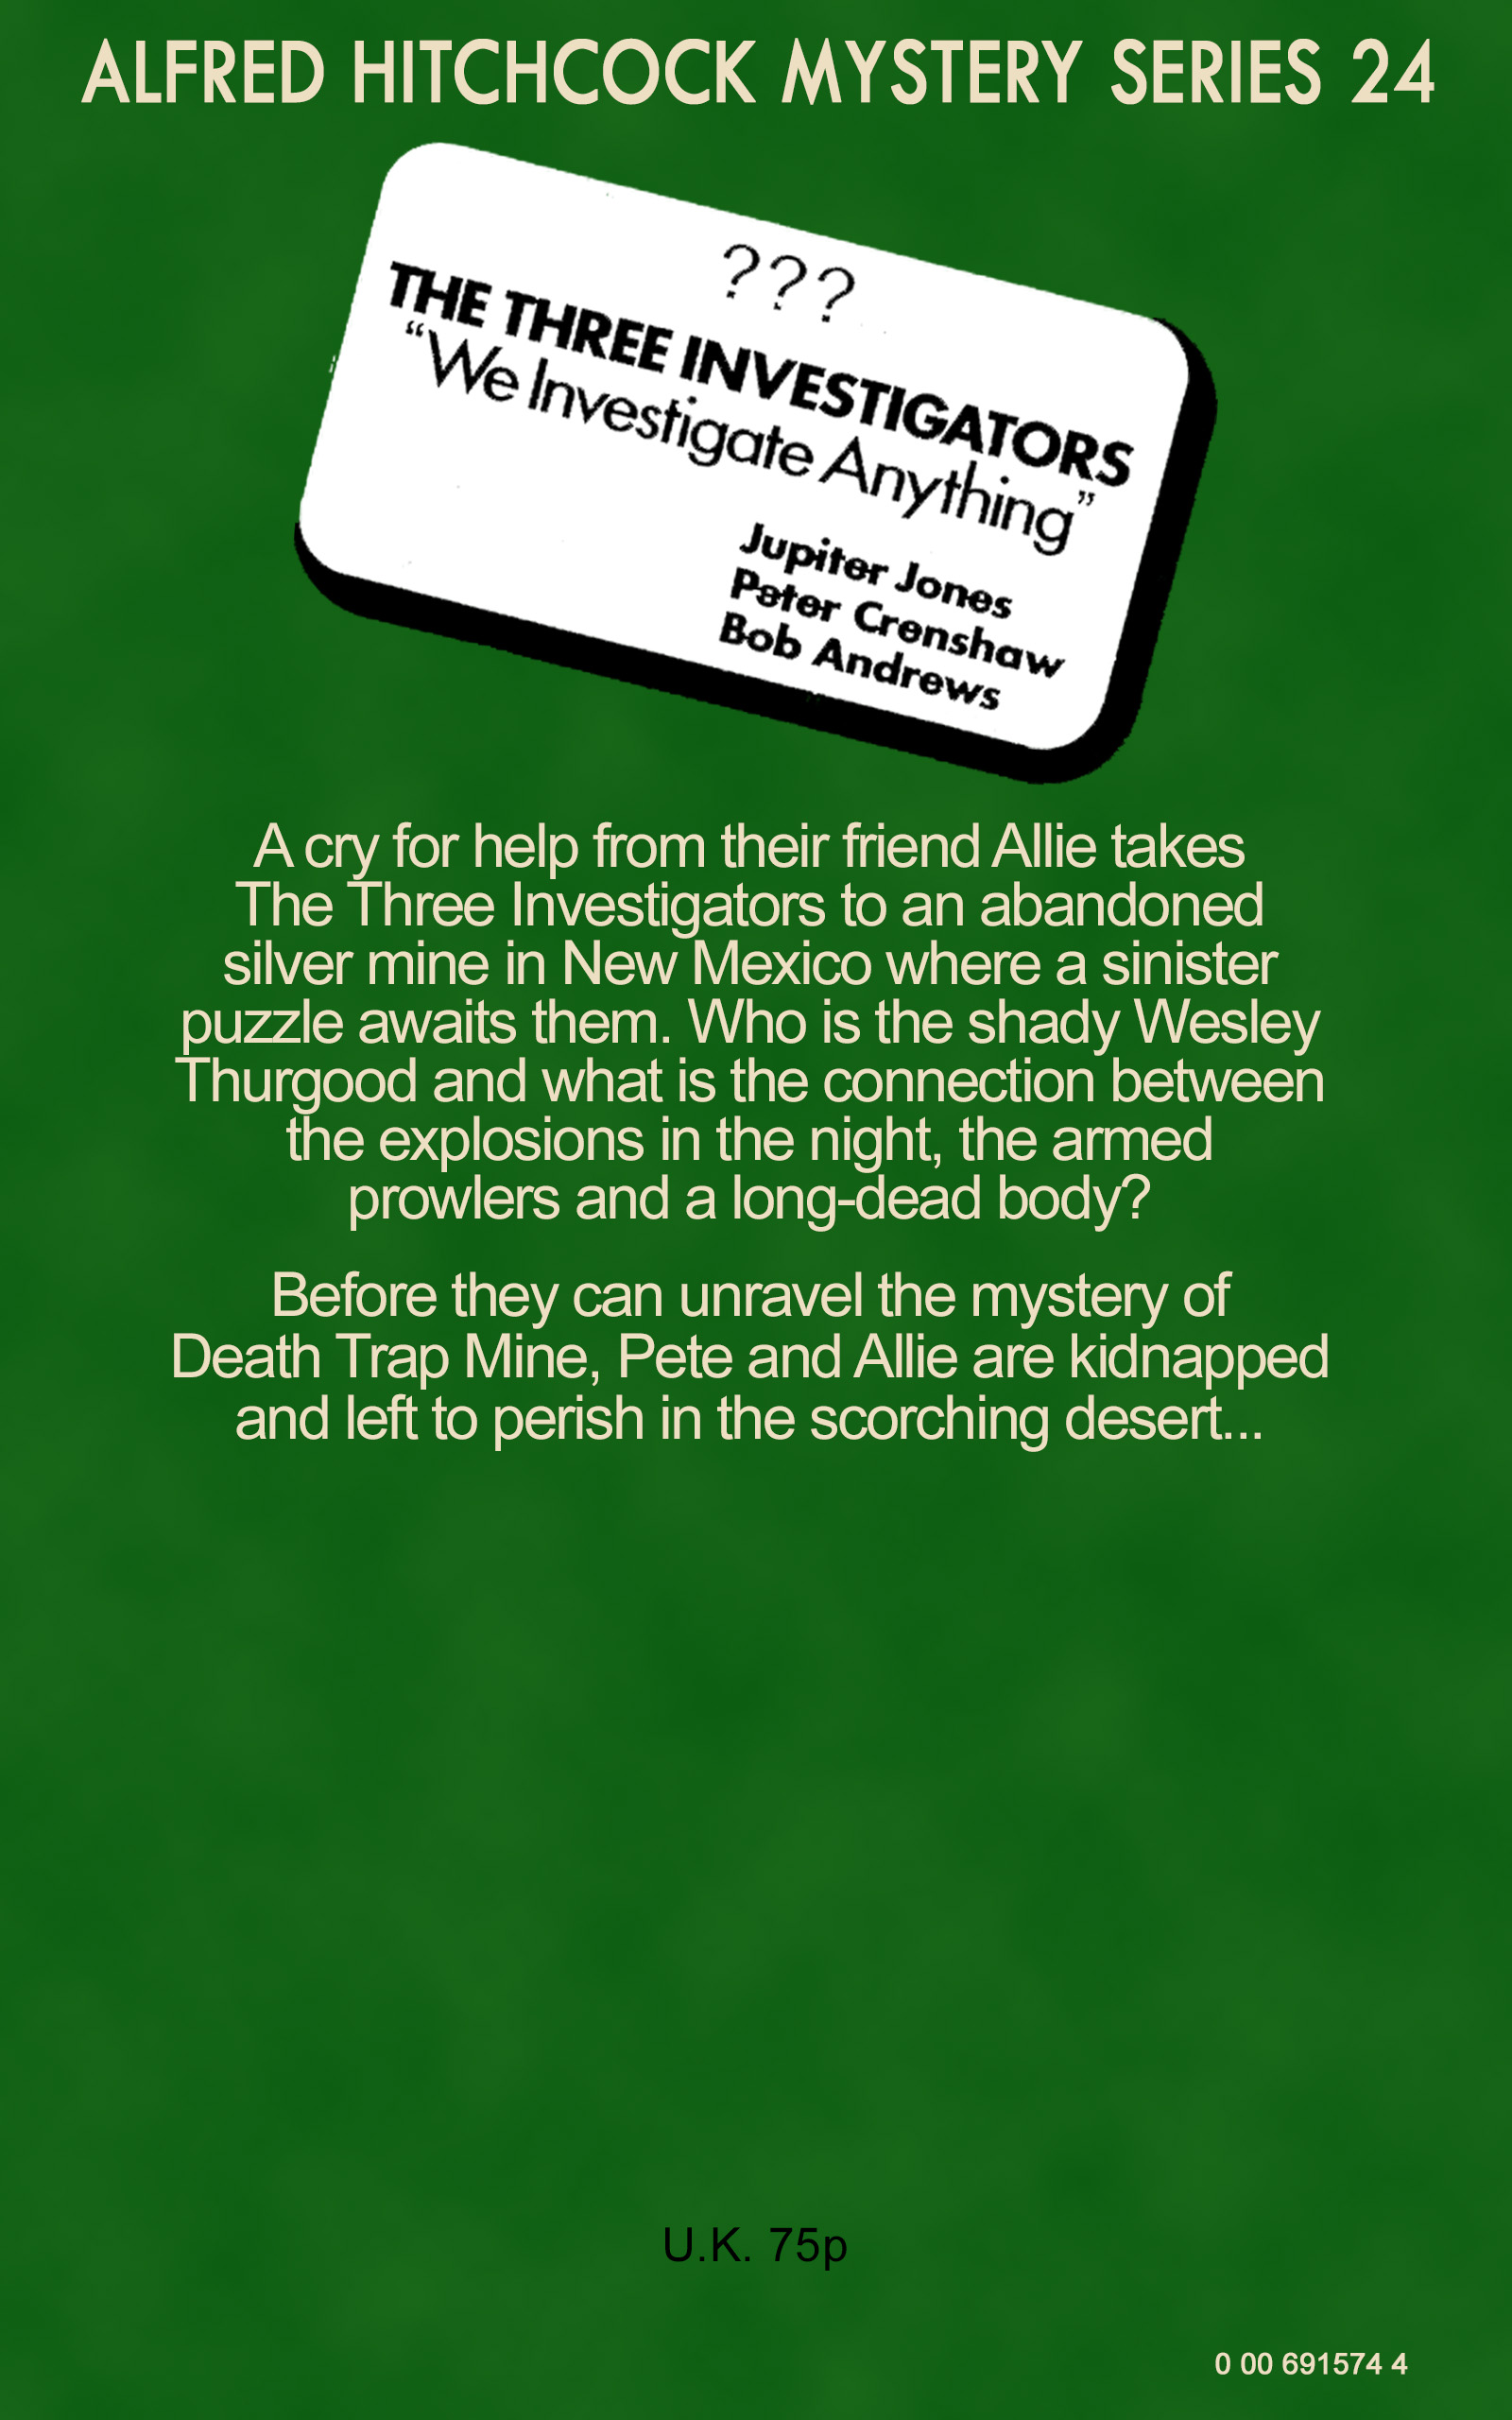 ALFRED HITCHCOCK MYSTERY SERIES 24
???
THE THREE INVESTIGATORS
“We Investigate Anything”
Jupiter Jones
Peter Crenshaw
Bob Andrews
A cry for help from their friend Allie takes
The Three Investigators to an abandoned
silver mine in New Mexico where a sinister
puzzle awaits them. Who is the shady Wesley
Thurgood and what is the connection between
the explosions in the night, the armed
prowlers and a long-dead body?
Before they can unravel the mystery of
Death Trap Mine, Pete and Allie are kidnapped
and left to perish in the scorching desert...
U.K. 75p
0 00 691574 4